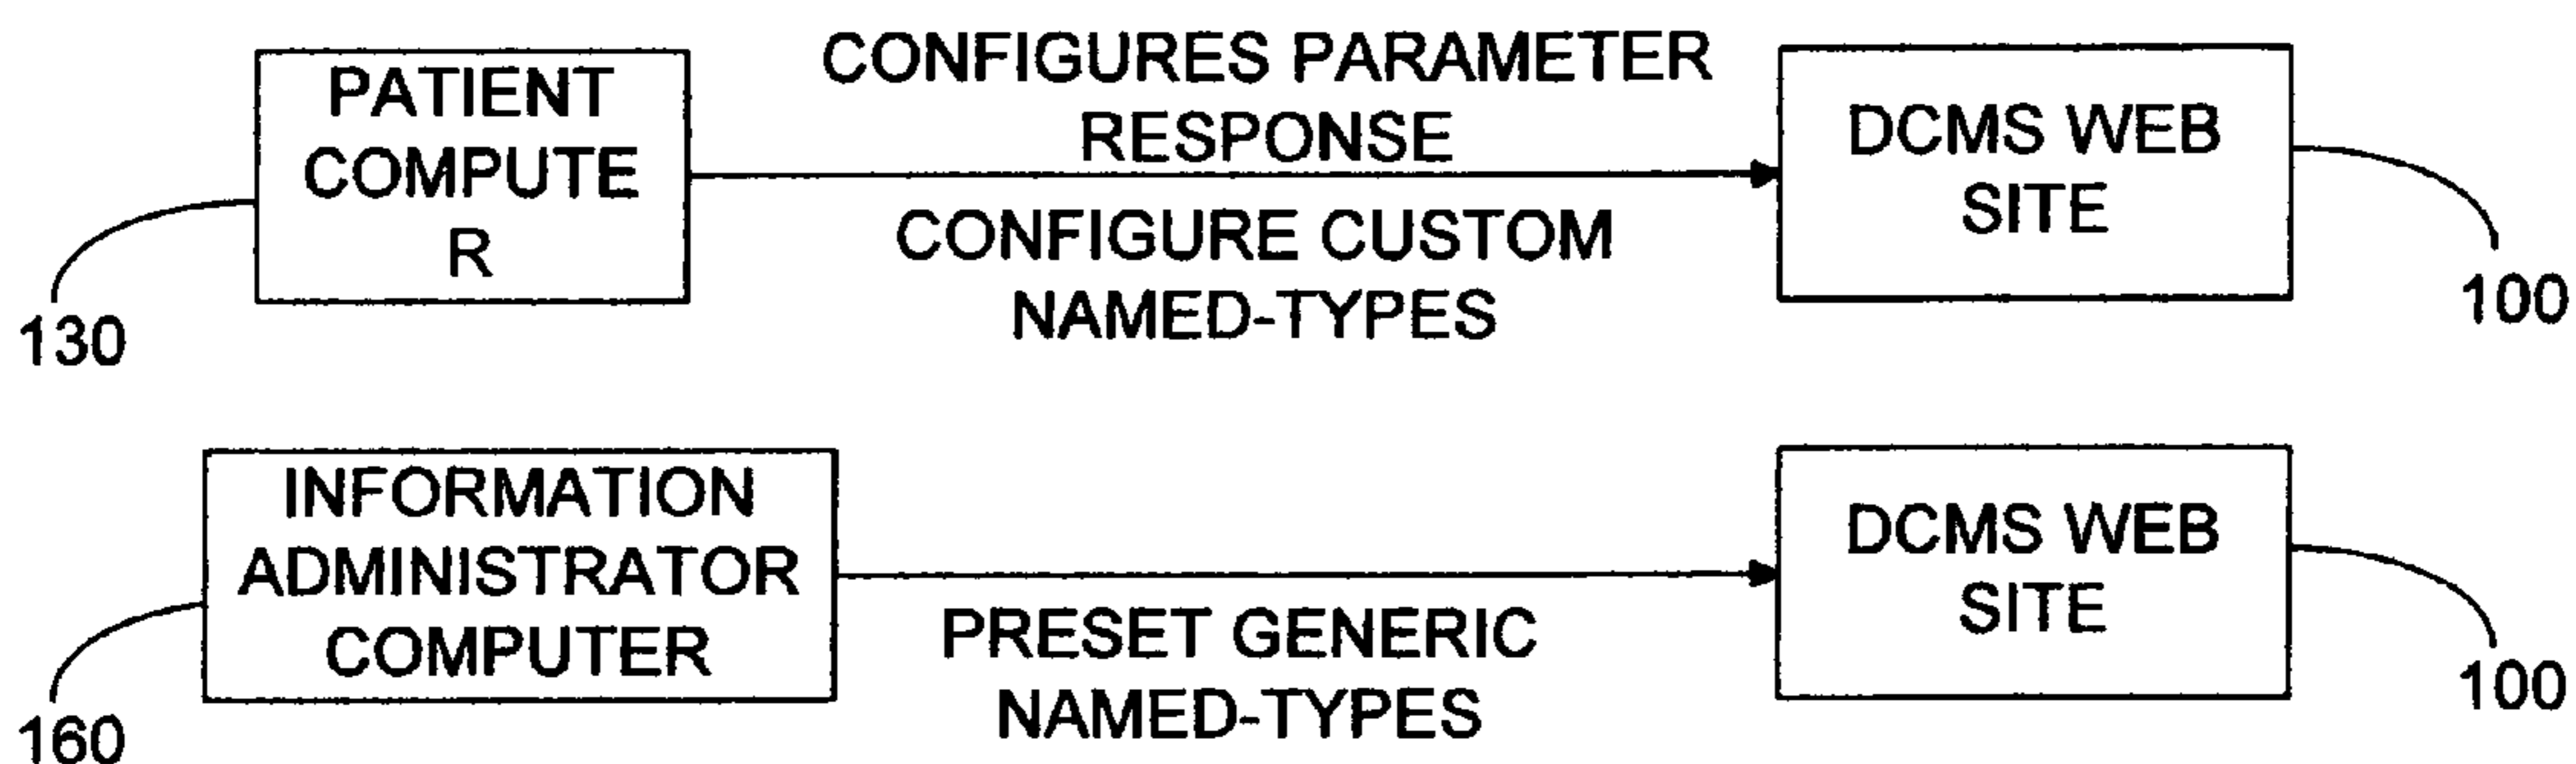 PATIENT
COMPUTE
R
CONFIGURES PARAMETER
RESPONSE
CONFIGURE CUSTOM
NAMED-TYPES
DCMS WEB
SITE
130
100
INFORMATION
ADMINISTRATOR
COMPUTER
PRESET GENERIC
NAMED-TYPES
DCMS WEB
SITE
160
100